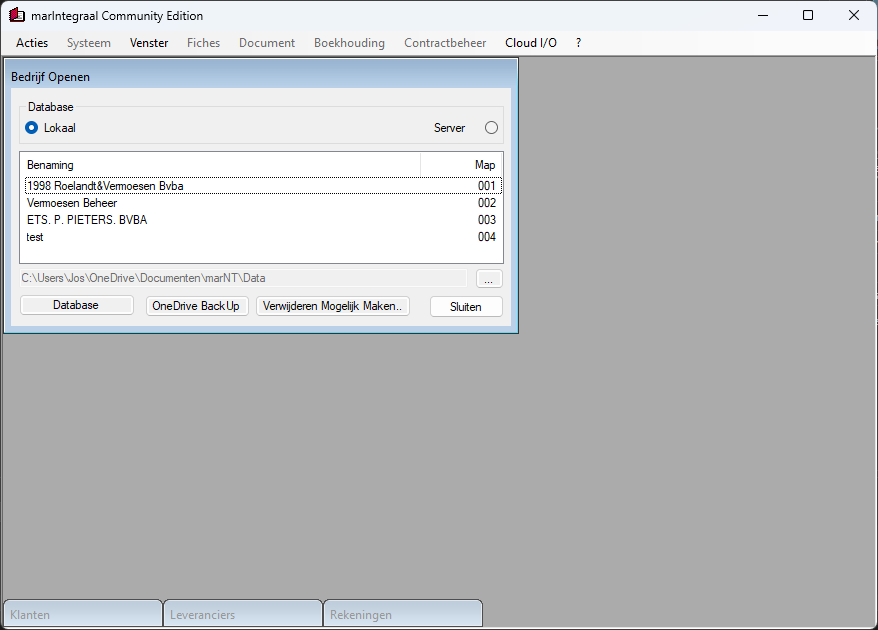 marIntegraal Community Edition
Acties Systeem Venster Fiches Document Boekhouding Contractbeheer Cloud I/O ?
Bedrijf Openen
Database
Lokaal Server
Benaming Map
1998 Roelandt&Vermoesen Bvba 001
Vermoesen Beheer 002
ETS. P. PIETERS. BVBA 003
test 004
C:\Users\Jos\OneDrive\Documenten\marNT\Data ...
Database OneDrive BackUp Verwijderen Mogelijk Maken.. Sluiten
Klanten Leveranciers Rekeningen